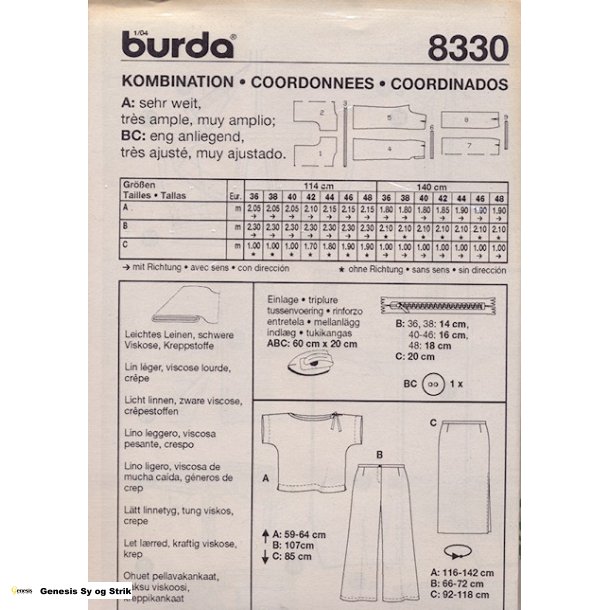 1/04
burda® 8330
KOMBINATION • COORDONNEES • COORDINADOS
A: sehr weit,
très ample, muy amplio;
BC: eng anliegend,
très ajusté, muy ajustado.
2 3 5 6 8
1 4 7
Größen 114 cm 140 cm
Tailles • Tallas Eur. 36 38 40 42 44 46 48 36 38 40 42 44 46 48
A m 2.05 2.05 2.05 2.10 2.15 2.15 2.15 1.80 1.80 1.80 1.85 1.90 1.90 1.90
B m 2.30 2.30 2.30 2.30 2.30 2.30 2.30 2.10 2.10 2.10 2.10 2.10 2.10 2.10
C m 1.00 1.00 1.00 1.70 1.80 1.90 1.90 1.00 1.00 1.00 1.00 1.00 1.00 1.00
→ mit Richtung • avec sens • con dirección ★ ohne Richtung • sans sens • sin dirección
Leichtes Leinen, schwere
Viskose, Kreppstoffe
Lin léger, viscose lourde,
crêpe
Licht linnen, zware viscose,
crêpestoffen
Lino leggero, viscosa
pesante, crespo
Lino ligero, viscosa de
mucha caida, géneros de
crep
Lätt linnetyg, tung viskos,
crepe
Let lærred, kraftig viskose,
krep
Ohuet pellavakankaat,
paksu viskoosi,
kreppikankaat
Einlage • triplure
tussenvoering • rinforzo
entretela • mellanlägg
indlæg • tukikangas
ABC: 60 cm x 20 cm
B: 36, 38: 14 cm,
40-46: 16 cm,
48: 18 cm
C: 20 cm
BC 1 x
A
B
C
A: 59-64 cm
B: 107cm
C: 85 cm
A: 116-142 cm
B: 66-72 cm
C: 92-118 cm
Genesis Genesis Sy og Strik